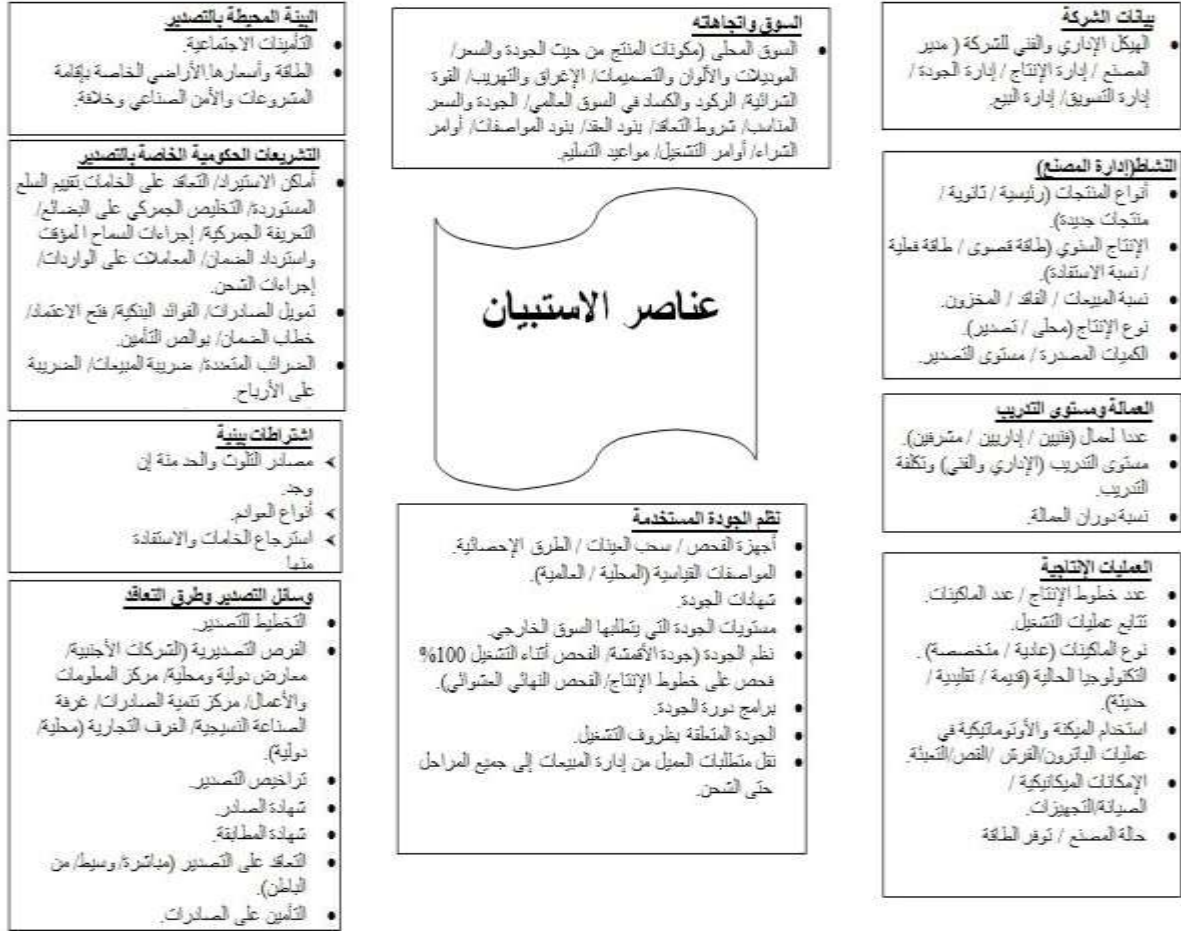 بيانات الشركة
• الهيكل الإداري والفني للشركة ( مدير
المصنع / إدارة الإنتاج / إدارة الجودة /
إدارة التسويق/ إدارة البيع.
النشاط(إدارة المصنع)
• أنواع المنتجات (رئيسية / ثانوية /
منتجات جديدة).
• الإنتاج السنوي (طاقة قصوى / طاقة فعلية
/ نسبة الاستفادة).
• نسبة المبيعات / الفاقد / المخزون.
• نوع الإنتاج (محلى / تصدير).
• الكميات المصدرة / مستوى التصدير.
العمالة ومستوى التدريب
• عدد العمال (فنيين / إداريين / مشرفين).
• مستوى التدريب (الإداري والفني) وتكلفة
التدريب.
• نسبة دوران العمالة.
العمليات الإنتاجية
• عدد خطوط الإنتاج / عدد الماكينات.
• تتابع عمليات التشغيل.
• نوع الماكينات (عادية / متخصصة).
• التكنولوجيا الحالية (قديمة / تقليدية /
حديثة).
• استخدام الميكنة والأوتوماتيكية في
عمليات الباترون/الفرش /القص/التعبئة.
• الإمكانات الميكانيكية /
الصيانة/التجهيزات.
• حالة المصنع / توفر الطاقة
السوق واتجاهاته
• السوق المحلى (مكونات المنتج من حيث الجودة والسعر/
الموديلات والألوان والتصميمات/ الإغراق والتهريب/ القوة
الشرائية/ الركود والكساد في السوق العالمي/ الجودة والسعر
المناسب/ شروط التعاقد/ بنود العقد/ بنود المواصفات/ أوامر
الشراء/ أوامر التشغيل/ مواعيد التسليم.
عناصر الاستبيان
نظم الجودة المستخدمة
• أجهزة الفحص / سحب العينات / الطرق الإحصائية.
• المواصفات القياسية (المحلية / العالمية).
• شهادات الجودة.
• مستويات الجودة التي يتطلبها السوق الخارجي.
• نظم الجودة (جودة الأقمشة/ الفحص أثناء التشغيل 100%
فحص على خطوط الإنتاج/ الفحص النهائي العشوائي).
• برامج دورة الجودة.
• الجودة المتعلقة بظروف التشغيل.
• نقل متطلبات العميل من إدارة المبيعات إلى جميع المراحل
حتى الشحن.
البيئة المحيطة بالتصدير
• التأمينات الاجتماعية.
• الطاقة وأسعارها الأراضي الخاصة بإقامة
المشروعات والأمن الصناعي وخلافة.
التشريعات الحكومية الخاصة بالتصدير
• أماكن الاستيراد/ التعاقد على الخامات.تقييم السلع
المستوردة/ التخليص الجمركي على البضائع/
التعريفة الجمركية/ إجراءات السماح المؤقت
واسترداد الضمان/ المعاملات على الواردات/
إجراءات الشحن.
• تمويل الصادرات/ الفوائد البنكية/ فتح الاعتماد/
خطاب الضمان/ بوالص التأمين.
• الضرائب المتعددة/ ضريبة المبيعات/ الضريبة
على الأرباح.
اشتراطات بيئية
➤ مصادر التلوث والحد منة إن
وجد.
➤ أنواع العوادم.
➤ استرجاع الخامات والاستفادة
منها
وسائل التصدير وطرق التعاقد
• التخطيط للتصدير.
• الفرص التصديرية (الشركات الأجنبية/
معارض دولية ومحلية/ مركز المعلومات
والأعمال/ مركز تنمية الصادرات/ غرفة
الصناعة النسيجية/ الغرف التجارية (محلية/
دولية).
• تراخيص التصدير.
• شهادة الصادر.
• شهادة المطابقة.
• التعاقد على التصدير (مباشرة/ وسيط/ من
الباطن).
• التأمين على الصادرات.